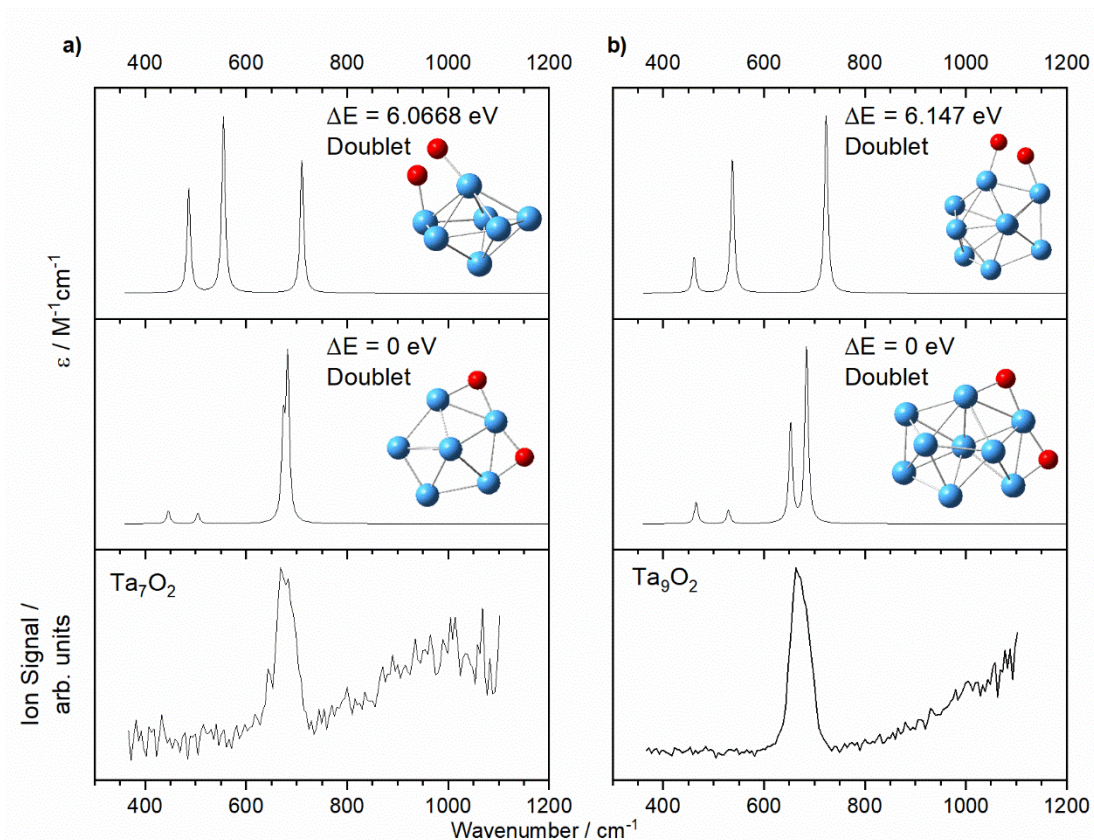 a)
b)
400 600 800 1000 1200
400 600 800 1000 1200
ΔE = 6.0668 eV
Doublet
ΔE = 6.147 eV
Doublet
ε / M⁻¹cm⁻¹
ΔE = 0 eV
Doublet
ΔE = 0 eV
Doublet
Ion Signal /
arb. units
Ta₇O₂
Ta₉O₂
400 600 800 1000 1200
400 600 800 1000 1200
Wavenumber / cm⁻¹